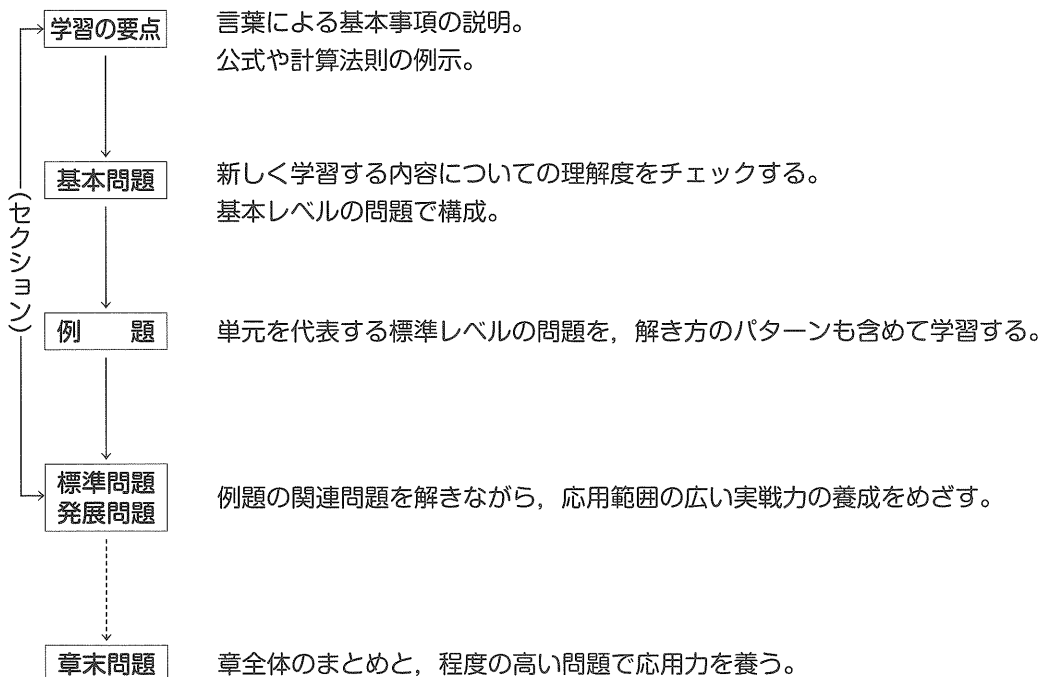 学習の要点
言葉による基本事項の説明。
公式や計算法則の例示。
基本問題
新しく学習する内容についての理解度をチェックする。
基本レベルの問題で構成。
(セクション)
例　題
単元を代表する標準レベルの問題を，解き方のパターンも含めて学習する。
標準問題
発展問題
例題の関連問題を解きながら，応用範囲の広い実戦力の養成をめざす。
章末問題
章全体のまとめと，程度の高い問題で応用力を養う。